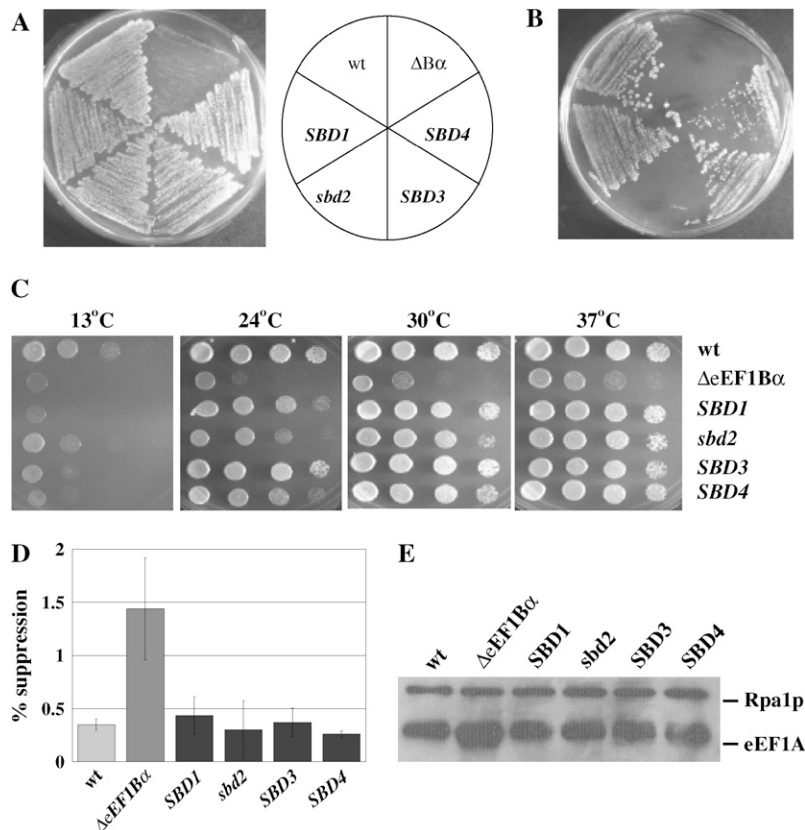 A
wt
ΔBα
SBD1
SBD4
sbd2
SBD3
B
C
13°C
24°C
30°C
37°C
wt
ΔeEF1Bα
SBD1
sbd2
SBD3
SBD4
D
% suppression
2
1.5
1
0.5
0
wt
ΔeEF1Bα
SBD1
sbd2
SBD3
SBD4
E
wt
ΔeEF1Bα
SBD1
sbd2
SBD3
SBD4
Rpa1p
eEF1A